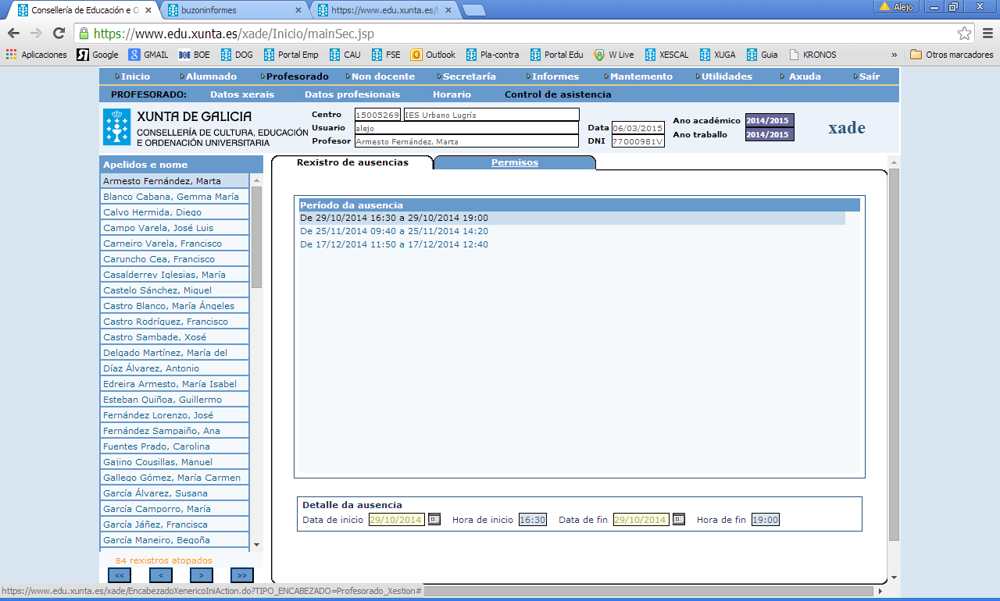 Consellería de Educación e O
buzoninformes
https://www.edu.xunta.es/
Alejo
https://www.edu.xunta.es/xade/Inicio/mainSec.jsp
Aplicaciones Google GMAIL BOE DOG Portal Emp CAU FSE Outlook Pla-contra Portal Edu W Live XESCAL XUGA Guia KRONOS » Otros marcadores
Inicio Alumnado Profesorado Non docente Secretaría Informes Mantemento Utilidades Axuda Saír
PROFESORADO: Datos xerais Datos profesionais Horario Control de asistencia
XUNTA DE GALICIA
CONSELLERÍA DE CULTURA, EDUCACIÓN
E ORDENACIÓN UNIVERSITARIA
Centro 15005269 IES Urbano Lugrís
Usuario alejo
Profesor Armesto Fernández, Marta
Data 06/03/2015
DNI 77000981V
Ano académico 2014/2015
Ano traballo 2014/2015
xade
Apelidos e nome
Armesto Fernández, Marta
Blanco Cabana, Gemma María
Calvo Hermida, Diego
Campo Varela, José Luis
Carneiro Varela, Francisco
Caruncho Cea, Francisco
Casalderrey Iglesias, María
Castelo Sánchez, Miguel
Castro Blanco, María Ángeles
Castro Rodríguez, Francisco
Castro Sambade, Xosé
Delgado Martínez, María del
Díaz Álvarez, Antonio
Edreira Armesto, María Isabel
Esteban Quiñoa, Guillermo
Fernández Lorenzo, José
Fernández Sampaiño, Ana
Fuentes Prado, Carolina
Gajino Cousillas, Manuel
Gallego Gómez, María Carmen
García Álvarez, Susana
García Camporro, María
García Jáñez, Francisca
García Maneiro, Begoña
84 rexistros atopados
<< < > >>
Rexistro de ausencias
Permisos
Período da ausencia
De 29/10/2014 16:30 a 29/10/2014 19:00
De 25/11/2014 09:40 a 25/11/2014 14:20
De 17/12/2014 11:50 a 17/12/2014 12:40
Detalle da ausencia
Data de inicio 29/10/2014 Hora de inicio 16:30 Data de fin 29/10/2014 Hora de fin 19:00
https://www.edu.xunta.es/xade/EncabezadoXenericoIniAction.do?TIPO_ENCABEZADO=Profesorado_Xestion#